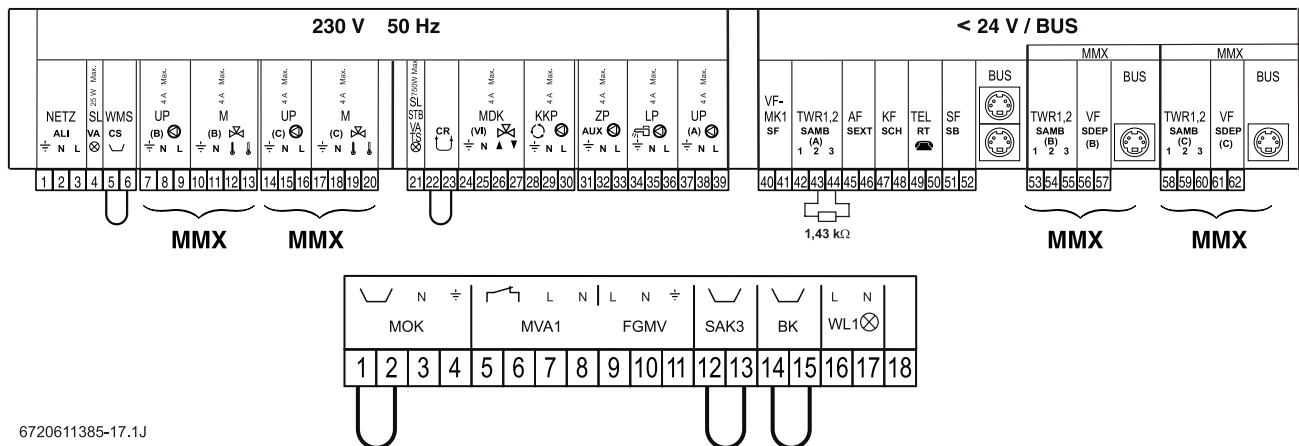 230 V 50 Hz
< 24 V / BUS
MMX MMX
25 W Max. 4 A Max. 4 A Max. 4 A Max. 4 A Max. 750W Max. 4 A Max. 4 A Max. 4 A Max. 4 A Max. 4 A Max.
SL STB VA TS
BUS BUS BUS
NETZ SL WMS UP M UP M MDK KKP ZP LP UP
ALI VA CS (B) (B) (C) (C) CR (VI) AUX (A)
⏚ N L ⏚ N L ⏚ N ⏚ N L ⏚ N ⏚ N ▲ ▼ ⏚ N L ⏚ N L ⏚ N L ⏚ N L
VF-MK1 TWR1,2 AF KF TEL SF TWR1,2 VF TWR1,2 VF
SF SAMB SEXT SCH RT SB SAMB SDEP SAMB SDEP
(A) (B) (B) (C) (C)
1 2 3 1 2 3 1 2 3
1 2 3 4 5 6 7 8 9 10 11 12 13 14 15 16 17 18 19 20 21 22 23 24 25 26 27 28 29 30 31 32 33 34 35 36 37 38 39 40 41 42 43 44 45 46 47 48 49 50 51 52 53 54 55 56 57 58 59 60 61 62
MMX MMX 1,43 kΩ MMX MMX
N ⏚ L N L N ⏚ L N
MOK MVA1 FGMV SAK3 BK WL1
1 2 3 4 5 6 7 8 9 10 11 12 13 14 15 16 17 18
6720611385-17.1J